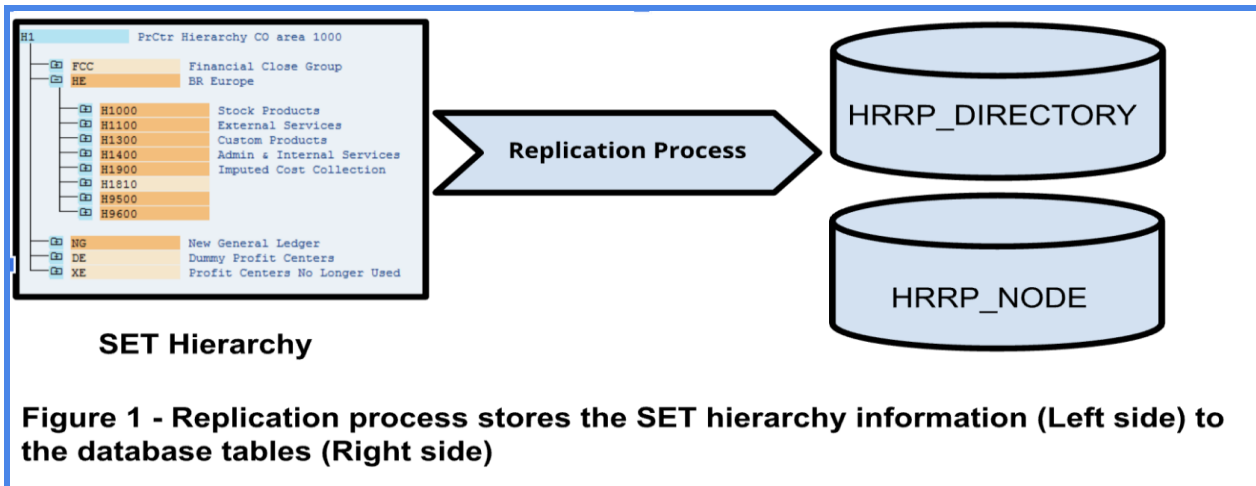 H1 PrCtr Hierarchy CO area 1000
FCC Financial Close Group
HE BR Europe
H1000 Stock Products
H1100 External Services
H1300 Custom Products
H1400 Admin & Internal Services
H1900 Imputed Cost Collection
H1810
H9500
H9600
NG New General Ledger
DE Dummy Profit Centers
XE Profit Centers No Longer Used
SET Hierarchy
Replication Process
HRRP_DIRECTORY
HRRP_NODE
Figure 1 - Replication process stores the SET hierarchy information (Left side) to
the database tables (Right side)